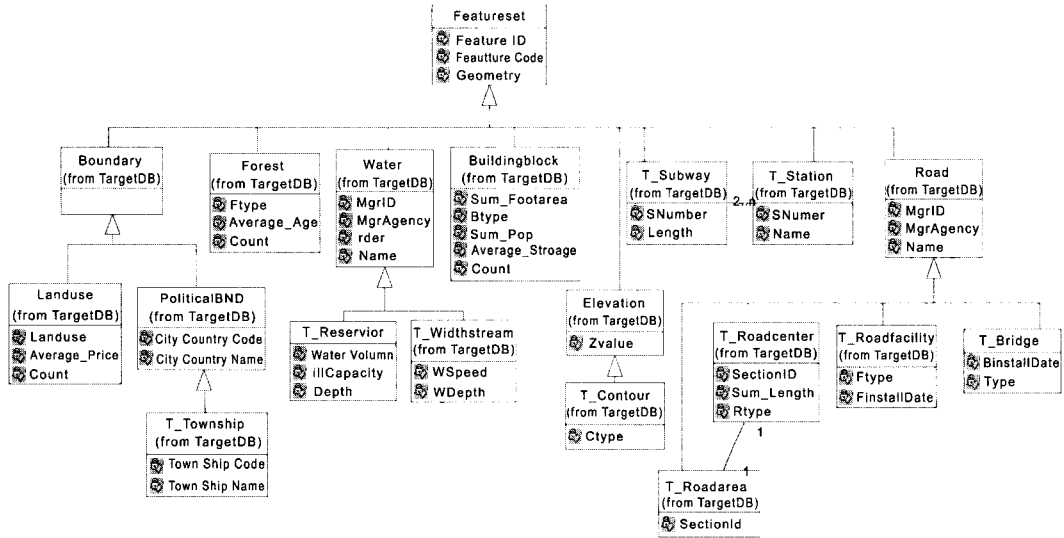 Featureset
Feature ID
Feautture Code
Geometry
Boundary
(from TargetDB)
Forest
(from TargetDB)
Ftype
Average_Age
Count
Water
(from TargetDB)
MgrID
MgrAgency
rder
Name
Buildingblock
(from TargetDB)
Sum_Footarea
Btype
Sum_Pop
Average_Stroage
Count
T_Subway
(from TargetDB)
SNumber
Length
2..n
T_Station
(from TargetDB)
SNumer
Name
Road
(from TargetDB)
MgrID
MgrAgency
Name
Landuse
(from TargetDB)
Landuse
Average_Price
Count
PoliticalBND
(from TargetDB)
City Country Code
City Country Name
T_Reservior
(from TargetDB)
Water Volumn
illCapacity
Depth
T_Widthstream
(from TargetDB)
WSpeed
WDepth
Elevation
(from TargetDB)
Zvalue
T_Roadcenter
(from TargetDB)
SectionID
Sum_Length
Rtype
T_Roadfacility
(from TargetDB)
Ftype
FinstallDate
T_Bridge
(from TargetDB)
BinstallDate
Type
T_Township
(from TargetDB)
Town Ship Code
Town Ship Name
T_Contour
(from TargetDB)
Ctype
1
1
T_Roadarea
(from TargetDB)
SectionId